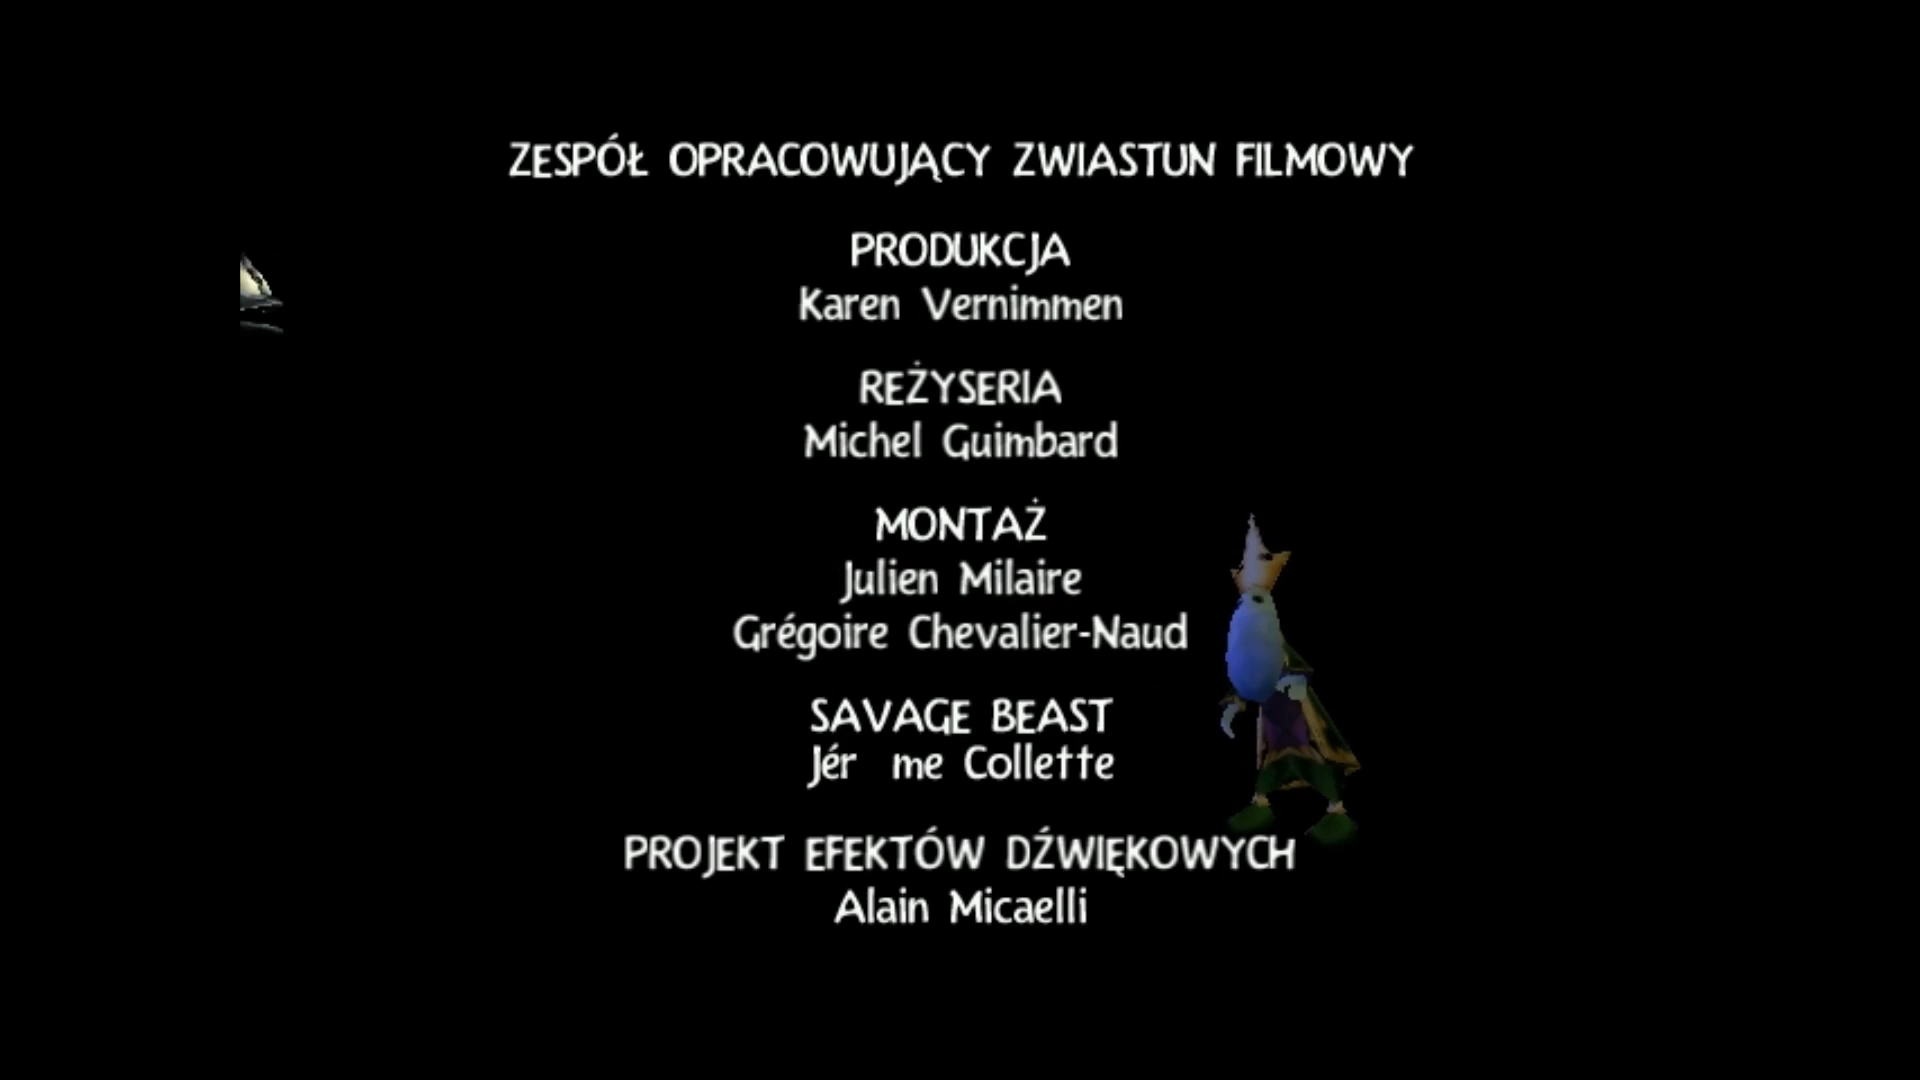 ZESPÓŁ OPRACOWUJĄCY ZWIASTUN FILMOWY
PRODUKCJA
Karen Vernimmen
REŻYSERIA
Michel Guimbard
MONTAŻ
Julien Milaire
Grégoire Chevalier-Naud
SAVAGE BEAST
Jér me Collette
PROJEKT EFEKTÓW DŹWIĘKOWYCH
Alain Micaelli